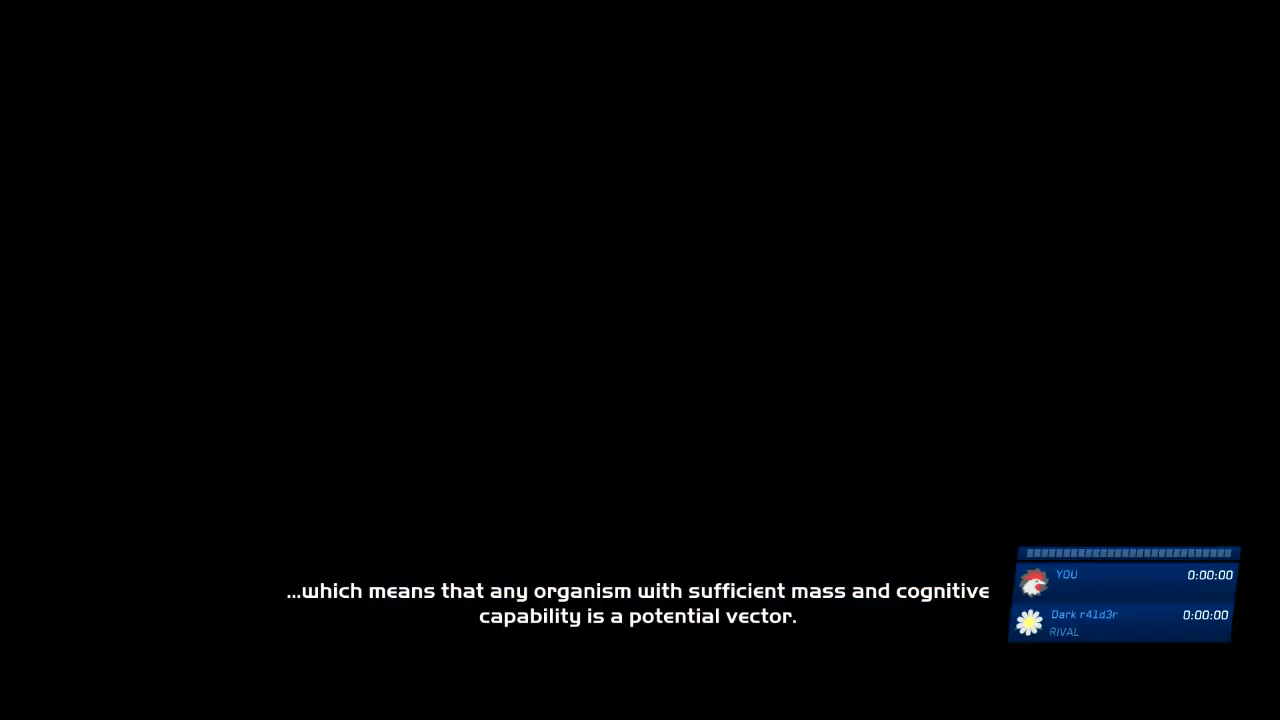 ...which means that any organism with sufficient mass and cognitive
capability is a potential vector.
YOU 0:00:00
Dark r4ld3r 0:00:00
RIVAL